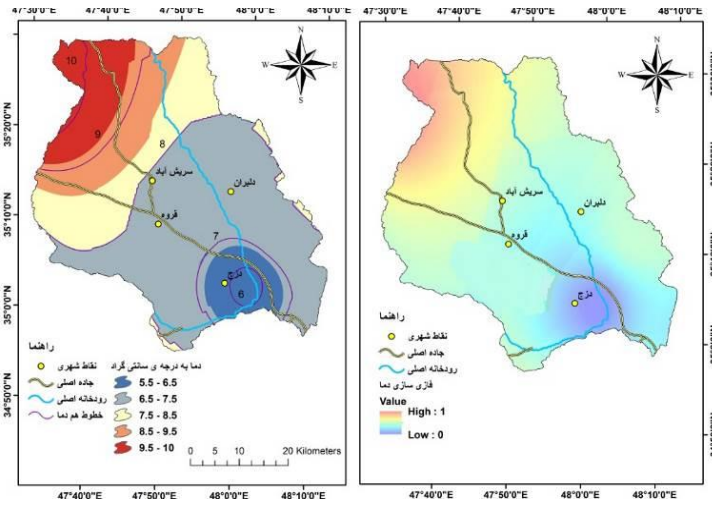 47°30'0"E 47°40'0"E 47°50'0"E 48°0'0"E 48°10'0"E
N
W E
S
10
9
8
7
6
سریش آباد
دلبران
قروه
دزج
35°20'0"N
35°10'0"N
35°0'0"N
34°50'0"N
راهنما
نقاط شهری
جاده اصلی
رودخانه اصلی
خطوط هم دما
دما به درجه ی سانتی گراد
5.5 - 6.5
6.5 - 7.5
7.5 - 8.5
8.5 - 9.5
9.5 - 10
0 5 10 20 Kilometers
47°40'0"E 47°50'0"E 48°0'0"E 48°10'0"E
47°30'0"E 47°40'0"E 47°50'0"E 48°0'0"E 48°10'0"E
N
W E
S
سریش آباد
دلبران
قروه
دزج
راهنما
نقاط شهری
جاده اصلی
رودخانه اصلی
فازی سازی دما
Value
High : 1
Low : 0
47°40'0"E 47°50'0"E 48°0'0"E 48°10'0"E